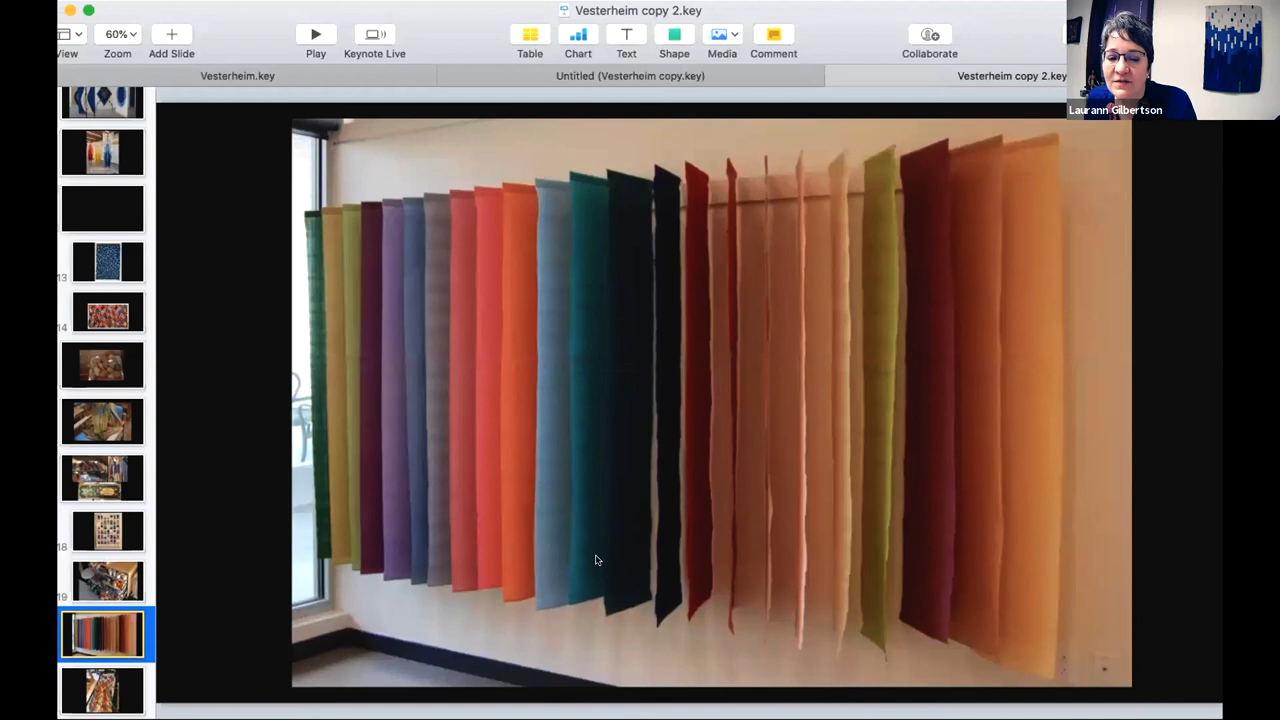 Vesterheim copy 2.key
60%
View
Zoom
Add Slide
Play
Keynote Live
Table
Chart
Text
Shape
Media
Comment
Collaborate
Vesterheim.key
Untitled (Vesterheim copy.key)
Vesterheim copy 2.key
Laurann Gilbertson
13
14
18
19